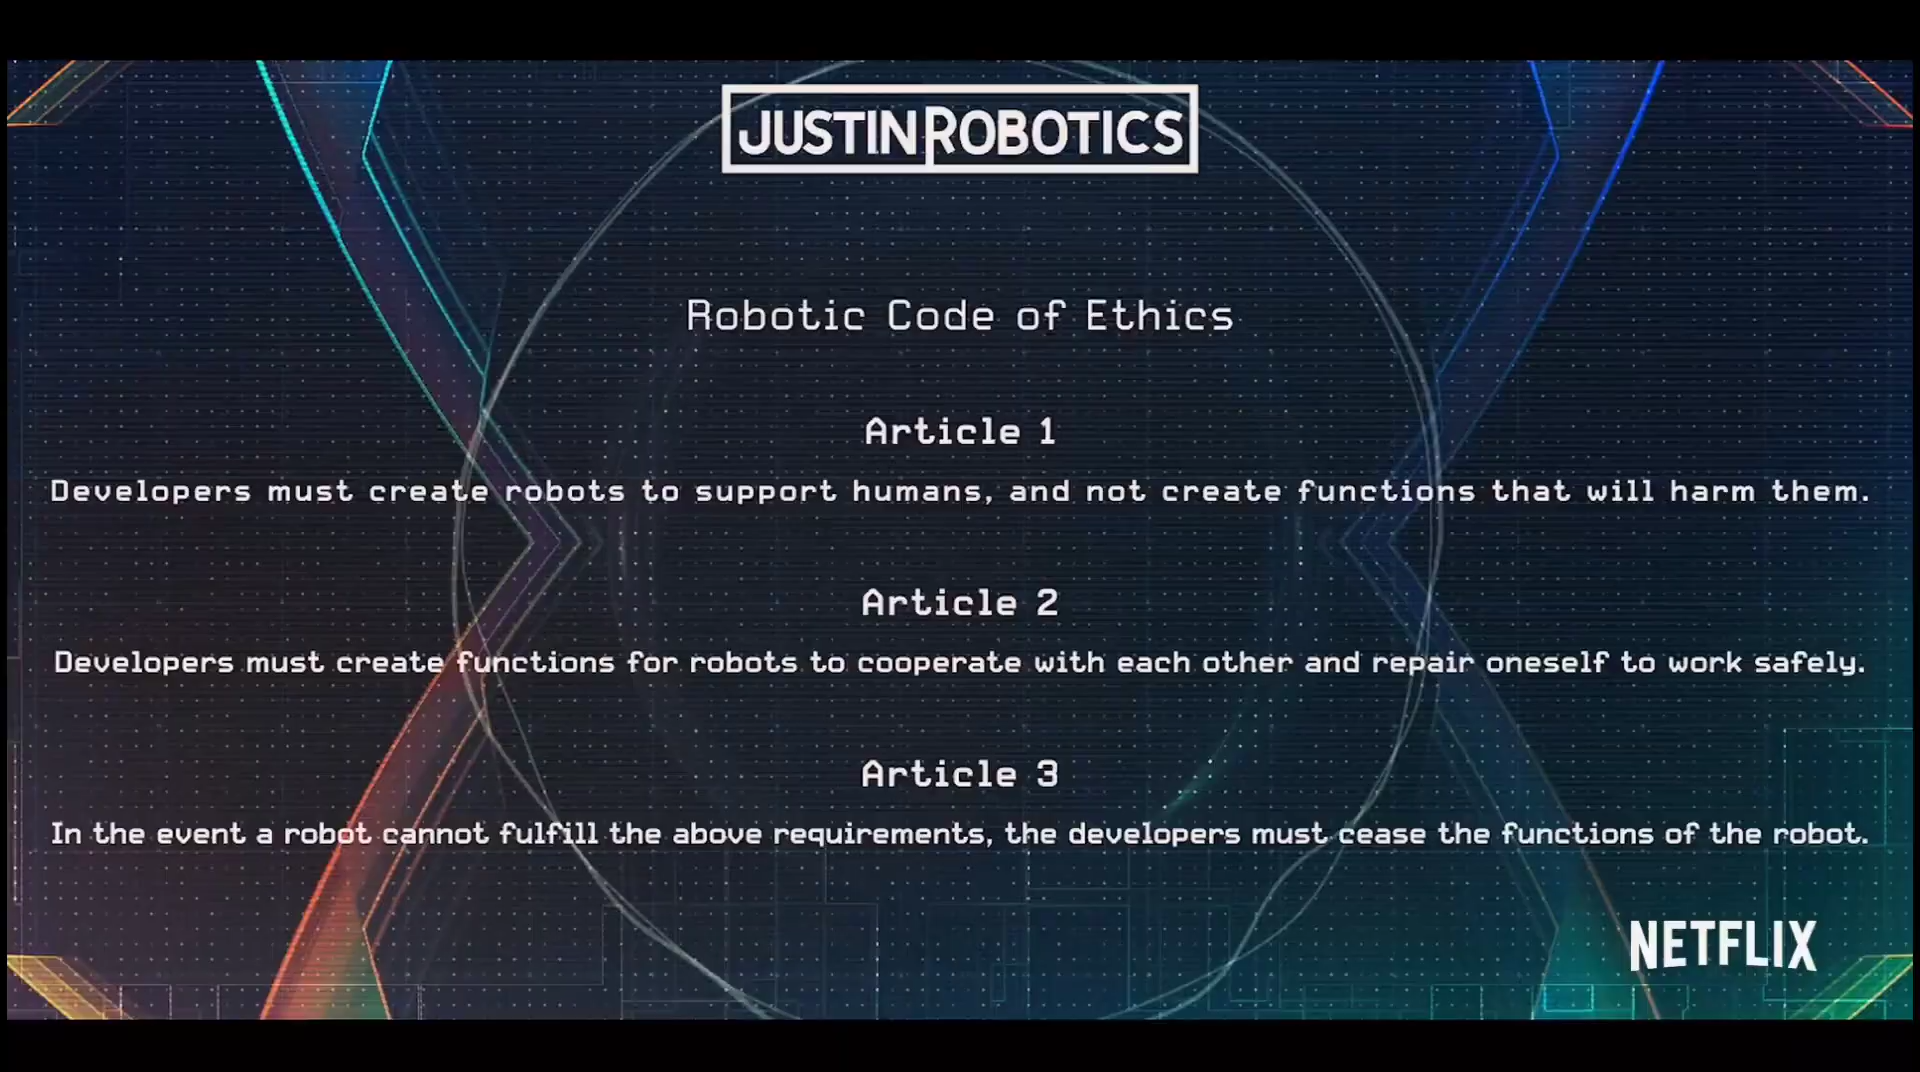 JUSTINROBOTICS
Robotic Code of Ethics
Article 1
Developers must create robots to support humans, and not create functions that will harm them.
Article 2
Developers must create functions for robots to cooperate with each other and repair oneself to work safely.
Article 3
In the event a robot cannot fulfill the above requirements, the developers must cease the functions of the robot.
NETFLIX